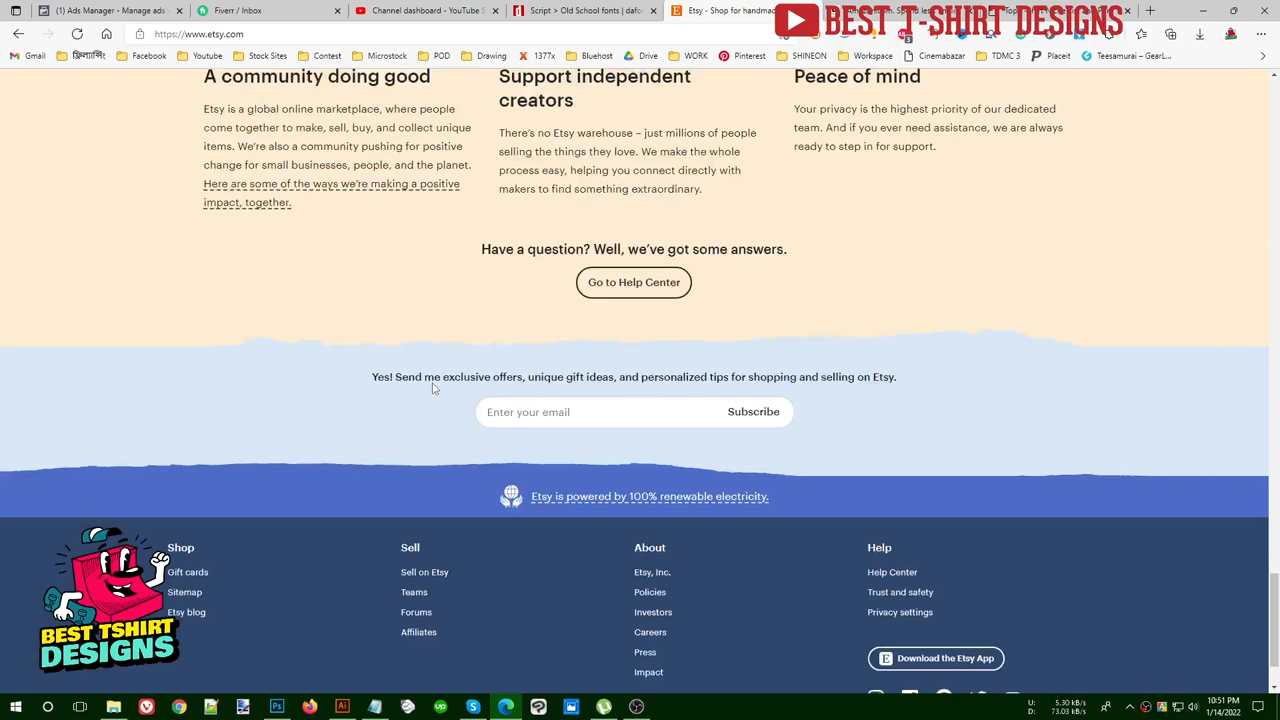 (1) Ads Manager - Manage ads
Fiverr / Inbox
Channel dashboard - YouTube St
Script > Old School fonts | dafo
Etsy - Shop for handmade
BEST T-SHIRT DESIGNS
https://www.etsy.com
Gmail
Facebook
YouTube
Stock Sites
Contest
Microstock
POD
Drawing
1377x
Bluehost
Drive
WORK
Pinterest
SHINEON
Workspace
Cinemabazar
TDMC 3
Placeit
Teesamurai – GearL...
A community doing good
Etsy is a global online marketplace, where people
come together to make, sell, buy, and collect unique
items. We're also a community pushing for positive
change for small businesses, people, and the planet.
Here are some of the ways we're making a positive
impact, together.
Support independent
creators
There's no Etsy warehouse – just millions of people
selling the things they love. We make the whole
process easy, helping you connect directly with
makers to find something extraordinary.
Peace of mind
Your privacy is the highest priority of our dedicated
team. And if you ever need assistance, we are always
ready to step in for support.
Have a question? Well, we've got some answers.
Go to Help Center
Yes! Send me exclusive offers, unique gift ideas, and personalized tips for shopping and selling on Etsy.
Enter your email
Subscribe
Etsy is powered by 100% renewable electricity.
Shop
Gift cards
Sitemap
Etsy blog
Sell
Sell on Etsy
Teams
Forums
Affiliates
About
Etsy, Inc.
Policies
Investors
Careers
Press
Impact
Help
Help Center
Trust and safety
Privacy settings
Download the Etsy App
BEST TSHIRT
DESIGNS
U: 5.30 kB/s
D: 73.03 kB/s
10:51 PM
1/14/2022